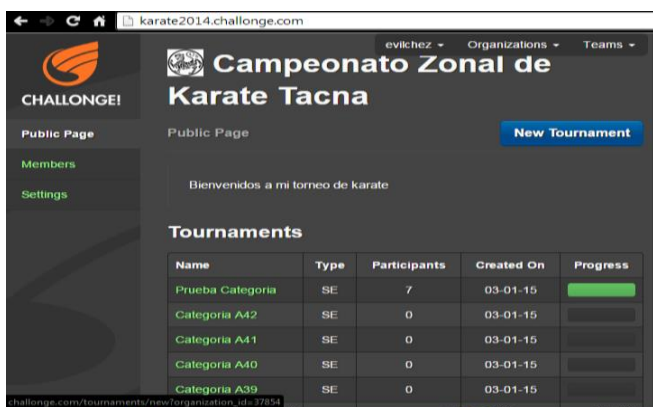 karate2014.challonge.com
evilchez Organizations Teams
CHALLONGE!
Public Page
Members
Settings
Campeonato Zonal de
Karate Tacna
Public Page
New Tournament
Bienvenidos a mi torneo de karate
Tournaments
Name Type Participants Created On Progress
Prueba Categoria SE 7 03-01-15
Categoria A42 SE 0 03-01-15
Categoria A41 SE 0 03-01-15
Categoria A40 SE 0 03-01-15
Categoria A39 SE 0 03-01-15
challonge.com/tournaments/new?organization_id=37854